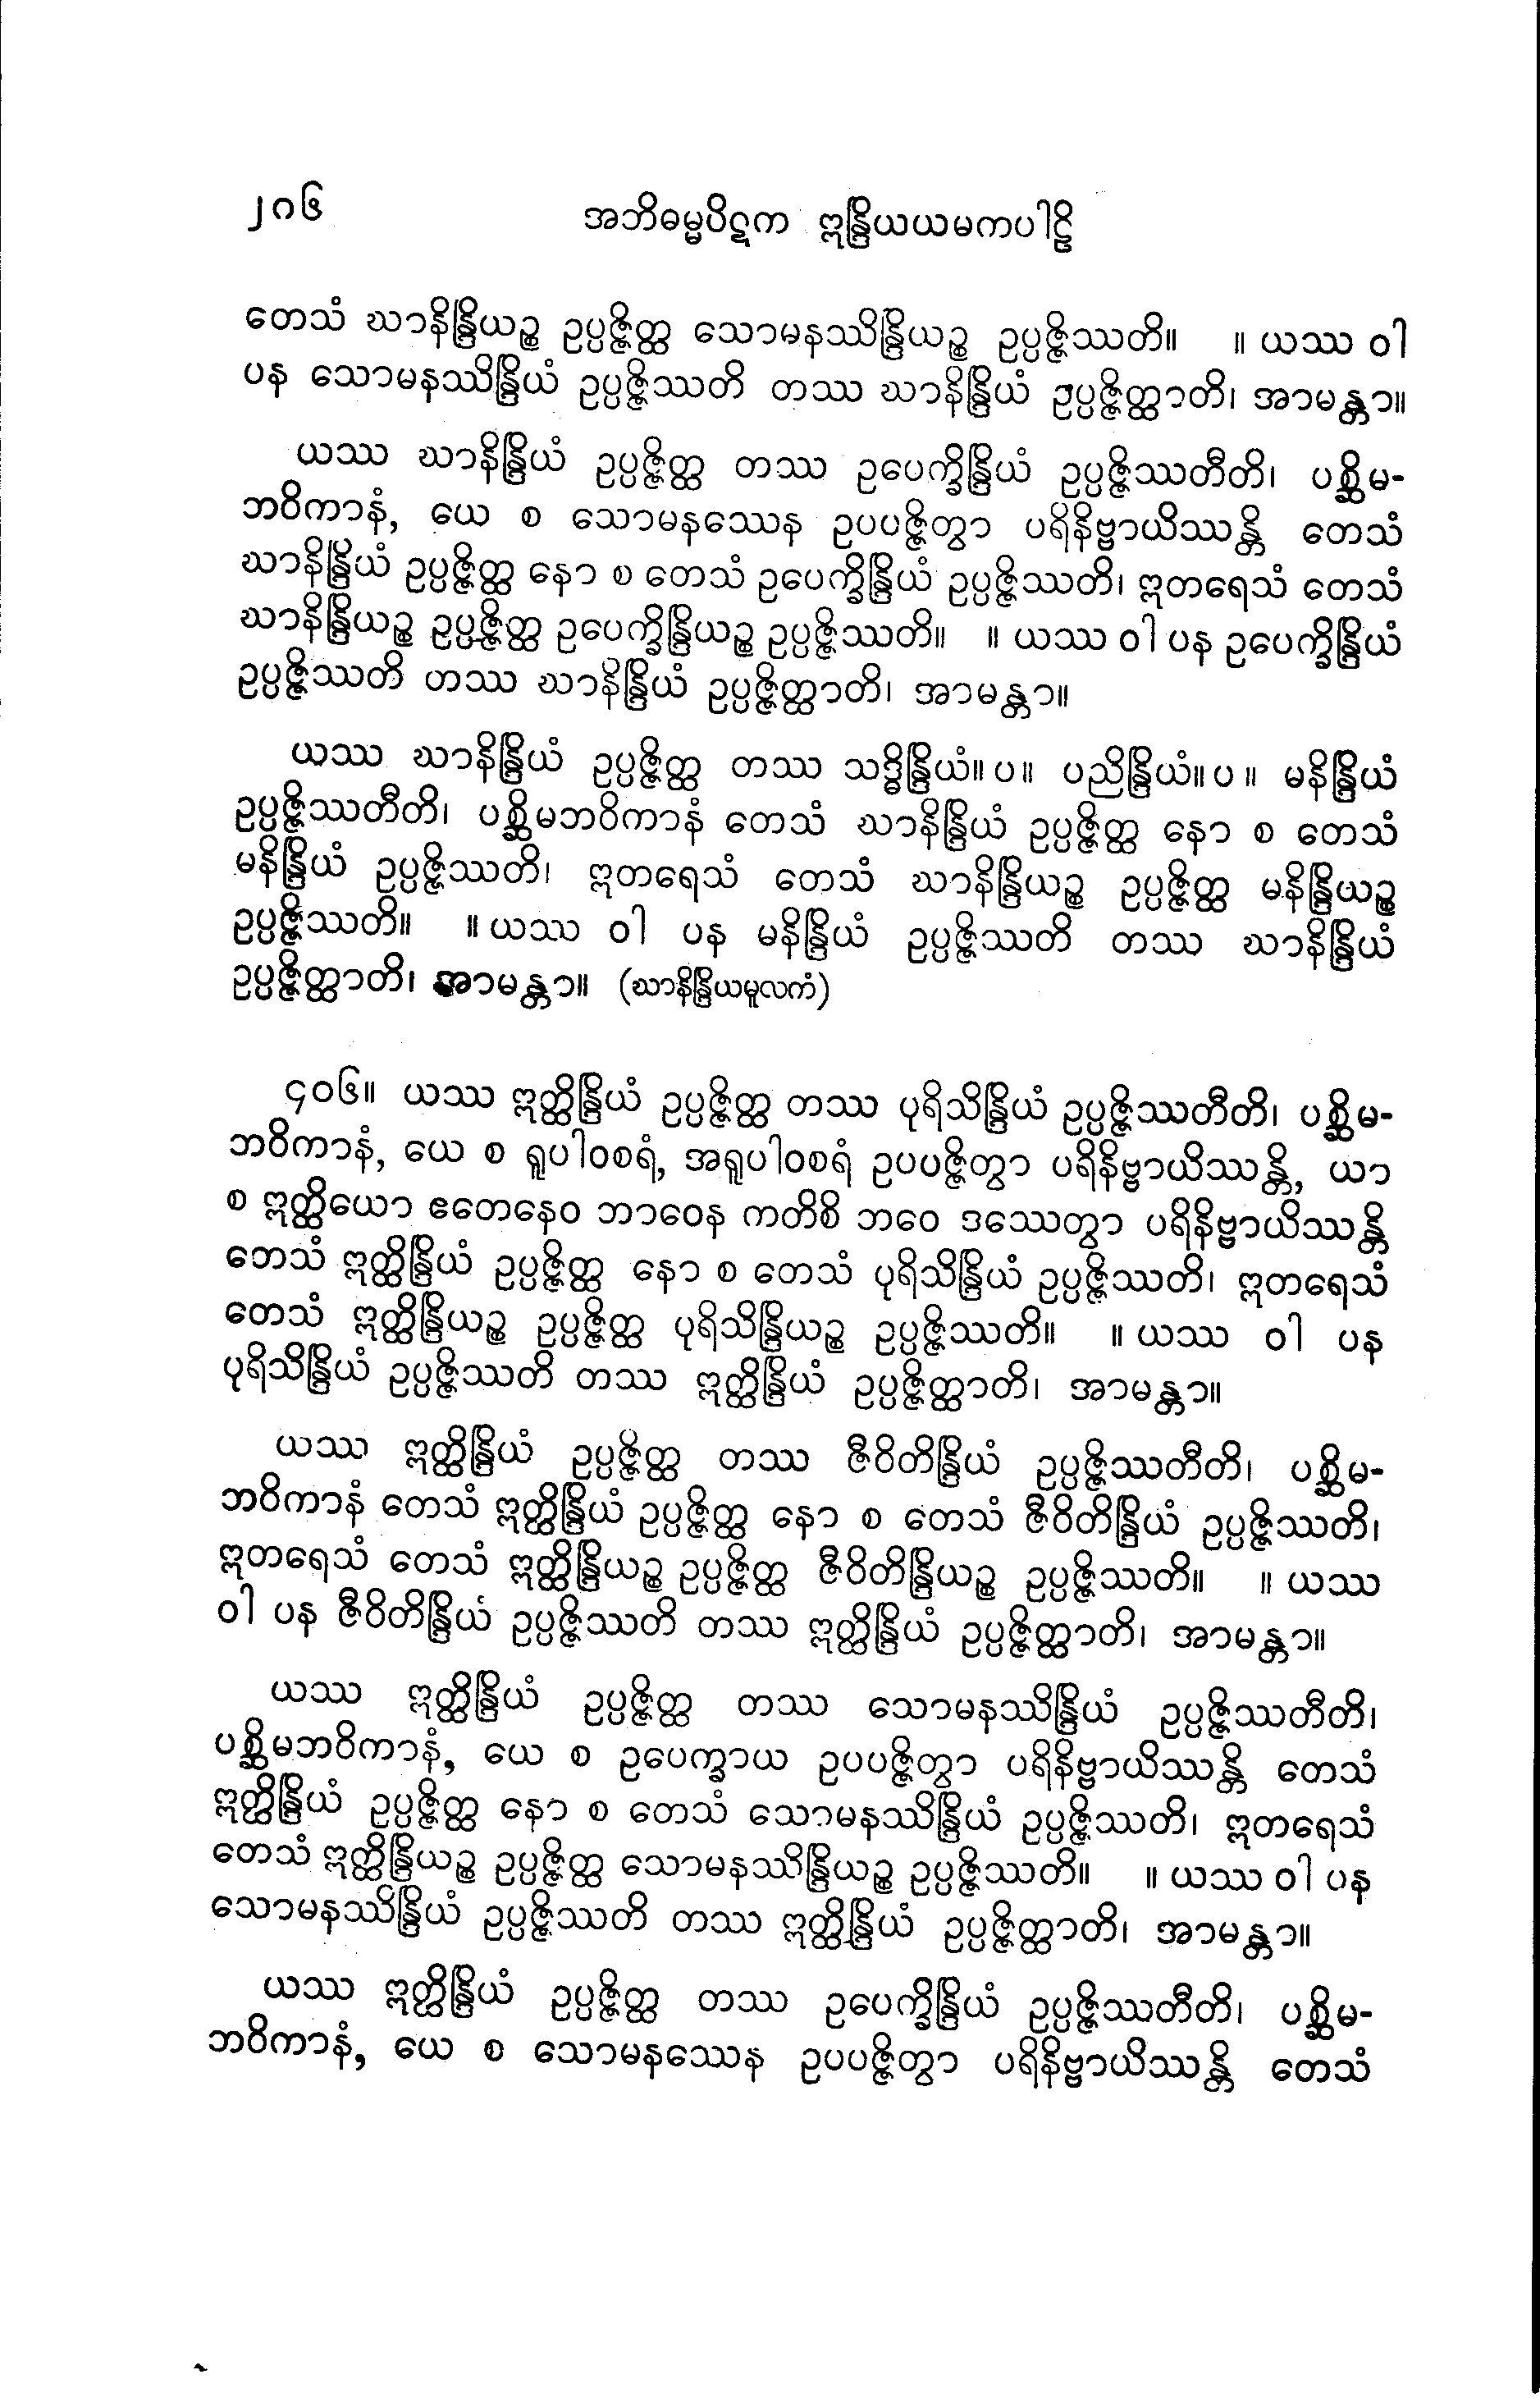 ၂၈၆ အဘိဓမ္မပိဋက ဣန္ဒြိယယမကပါဠိ
တေသံ ဃာနိန္ဒြိယဉ္စ ဥပ္ပဇ္ဇိတ္ထ သောမနဿိန္ဒြိယဉ္စ ဥပ္ပဇ္ဇိဿတိ။ ။ ယဿ ဝါ
ပန သောမနဿိန္ဒြိယံ ဥပ္ပဇ္ဇိဿတိ တဿ ဃာနိန္ဒြိယံ ဥပ္ပဇ္ဇိတ္ထာတိ၊ အာမန္တာ။
ယဿ ဃာနိန္ဒြိယံ ဥပ္ပဇ္ဇိတ္ထ တဿ ဥပေက္ခိန္ဒြိယံ ဥပ္ပဇ္ဇိဿတီတိ၊ ပစ္ဆိမ-
ဘဝိကာနံ, ယေ စ သောမနဿေန ဥပပဇ္ဇိတွာ ပရိနိဗ္ဗာယိဿန္တိ တေသံ
ဃာနိန္ဒြိယံ ဥပ္ပဇ္ဇိတ္ထ နော စ တေသံ ဥပေက္ခိန္ဒြိယံ ဥပ္ပဇ္ဇိဿတိ၊ ဣတရေသံ တေသံ
ဃာနိန္ဒြိယဉ္စ ဥပ္ပဇ္ဇိတ္ထ ဥပေက္ခိန္ဒြိယဉ္စ ဥပ္ပဇ္ဇိဿတိ။ ။ ယဿ ဝါ ပန ဥပေက္ခိန္ဒြိယံ
ဥပ္ပဇ္ဇိဿတိ တဿ ဃာနိန္ဒြိယံ ဥပ္ပဇ္ဇိတ္ထာတိ၊ အာမန္တာ။
ယဿ ဃာနိန္ဒြိယံ ဥပ္ပဇ္ဇိတ္ထ တဿ သဒ္ဓိန္ဒြိယံ။ပ။ ပညိန္ဒြိယံ။ပ။ မနိန္ဒြိယံ
ဥပ္ပဇ္ဇိဿတီတိ၊ ပစ္ဆိမဘဝိကာနံ တေသံ ဃာနိန္ဒြိယံ ဥပ္ပဇ္ဇိတ္ထ နော စ တေသံ
မနိန္ဒြိယံ ဥပ္ပဇ္ဇိဿတိ၊ ဣတရေသံ တေသံ ဃာနိန္ဒြိယဉ္စ ဥပ္ပဇ္ဇိတ္ထ မနိန္ဒြိယဉ္စ
ဥပ္ပဇ္ဇိဿတိ။ ။ ယဿ ဝါ ပန မနိန္ဒြိယံ ဥပ္ပဇ္ဇိဿတိ တဿ ဃာနိန္ဒြိယံ
ဥပ္ပဇ္ဇိတ္ထာတိ၊ အာမန္တာ။ (ဃာနိန္ဒြိယမူလကံ)
၄၀၆။ ယဿ ဣတ္ထိန္ဒြိယံ ဥပ္ပဇ္ဇိတ္ထ တဿ ပုရိသိန္ဒြိယံ ဥပ္ပဇ္ဇိဿတီတိ၊ ပစ္ဆိမ-
ဘဝိကာနံ, ယေ စ ရူပါဝစရံ, အရူပါဝစရံ ဥပပဇ္ဇိတွာ ပရိနိဗ္ဗာယိဿန္တိ, ယာ
စ ဣတ္ထိယော ဧတေနေဝ ဘာဝေန ကတိစိ ဘဝေ ဒဿေတွာ ပရိနိဗ္ဗာယိဿန္တိ
တေသံ ဣတ္ထိန္ဒြိယံ ဥပ္ပဇ္ဇိတ္ထ နော စ တေသံ ပုရိသိန္ဒြိယံ ဥပ္ပဇ္ဇိဿတိ၊ ဣတရေသံ
တေသံ ဣတ္ထိန္ဒြိယဉ္စ ဥပ္ပဇ္ဇိတ္ထ ပုရိသိန္ဒြိယဉ္စ ဥပ္ပဇ္ဇိဿတိ။ ။ ယဿ ဝါ ပန
ပုရိသိန္ဒြိယံ ဥပ္ပဇ္ဇိဿတိ တဿ ဣတ္ထိန္ဒြိယံ ဥပ္ပဇ္ဇိတ္ထာတိ၊ အာမန္တာ။
ယဿ ဣတ္ထိန္ဒြိယံ ဥပ္ပဇ္ဇိတ္ထ တဿ ဇီဝိတိန္ဒြိယံ ဥပ္ပဇ္ဇိဿတီတိ၊ ပစ္ဆိမ-
ဘဝိကာနံ တေသံ ဣတ္ထိန္ဒြိယံ ဥပ္ပဇ္ဇိတ္ထ နော စ တေသံ ဇီဝိတိန္ဒြိယံ ဥပ္ပဇ္ဇိဿတိ၊
ဣတရေသံ တေသံ ဣတ္ထိန္ဒြိယဉ္စ ဥပ္ပဇ္ဇိတ္ထ ဇီဝိတိန္ဒြိယဉ္စ ဥပ္ပဇ္ဇိဿတိ။ ။ ယဿ
ဝါ ပန ဇီဝိတိန္ဒြိယံ ဥပ္ပဇ္ဇိဿတိ တဿ ဣတ္ထိန္ဒြိယံ ဥပ္ပဇ္ဇိတ္ထာတိ၊ အာမန္တာ။
ယဿ ဣတ္ထိန္ဒြိယံ ဥပ္ပဇ္ဇိတ္ထ တဿ သောမနဿိန္ဒြိယံ ဥပ္ပဇ္ဇိဿတီတိ၊
ပစ္ဆိမဘဝိကာနံ, ယေ စ ဥပေက္ခာယ ဥပပဇ္ဇိတွာ ပရိနိဗ္ဗာယိဿန္တိ တေသံ
ဣတ္ထိန္ဒြိယံ ဥပ္ပဇ္ဇိတ္ထ နော စ တေသံ သောမနဿိန္ဒြိယံ ဥပ္ပဇ္ဇိဿတိ၊ ဣတရေသံ
တေသံ ဣတ္ထိန္ဒြိယဉ္စ ဥပ္ပဇ္ဇိတ္ထ သောမနဿိန္ဒြိယဉ္စ ဥပ္ပဇ္ဇိဿတိ။ ။ ယဿ ဝါ ပန
သောမနဿိန္ဒြိယံ ဥပ္ပဇ္ဇိဿတိ တဿ ဣတ္ထိန္ဒြိယံ ဥပ္ပဇ္ဇိတ္ထာတိ၊ အာမန္တာ။
ယဿ ဣတ္ထိန္ဒြိယံ ဥပ္ပဇ္ဇိတ္ထ တဿ ဥပေက္ခိန္ဒြိယံ ဥပ္ပဇ္ဇိဿတီတိ၊ ပစ္ဆိမ-
ဘဝိကာနံ, ယေ စ သောမနဿေန ဥပပဇ္ဇိတွာ ပရိနိဗ္ဗာယိဿန္တိ တေသံ